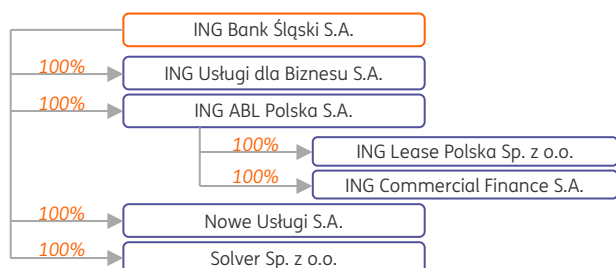 ING Bank Śląski S.A.
100%
ING Usługi dla Biznesu S.A.
100%
ING ABL Polska S.A.
100%
ING Lease Polska Sp. z o.o.
100%
ING Commercial Finance S.A.
100%
Nowe Usługi S.A.
100%
Solver Sp. z o.o.